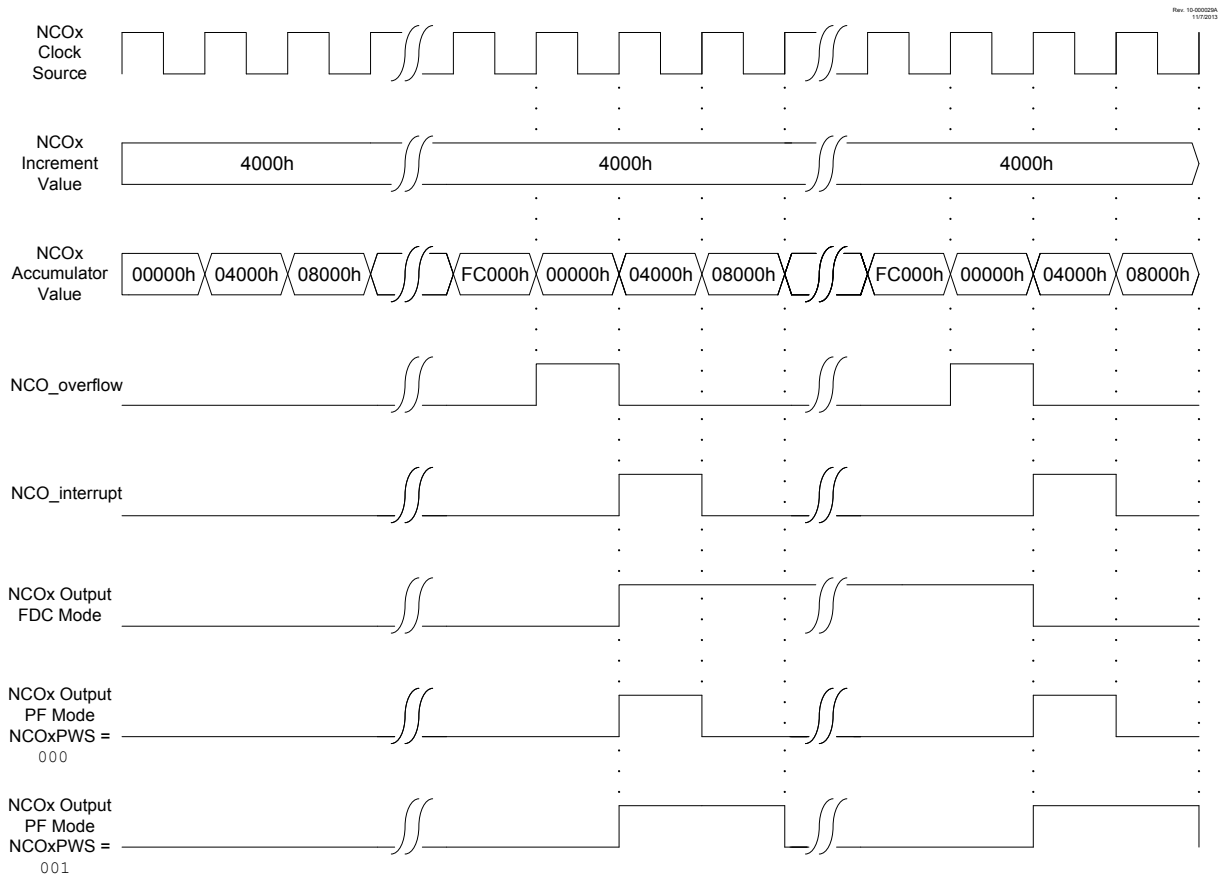 Rev. 10-000029A
11/7/2013
NCOx
Clock
Source
NCOx
Increment
Value
4000h 4000h 4000h
NCOx
Accumulator
Value
00000h 04000h 08000h FC000h 00000h 04000h 08000h FC000h 00000h 04000h 08000h
NCO_overflow
NCO_interrupt
NCOx Output
FDC Mode
NCOx Output
PF Mode
NCOxPWS =
000
NCOx Output
PF Mode
NCOxPWS =
001